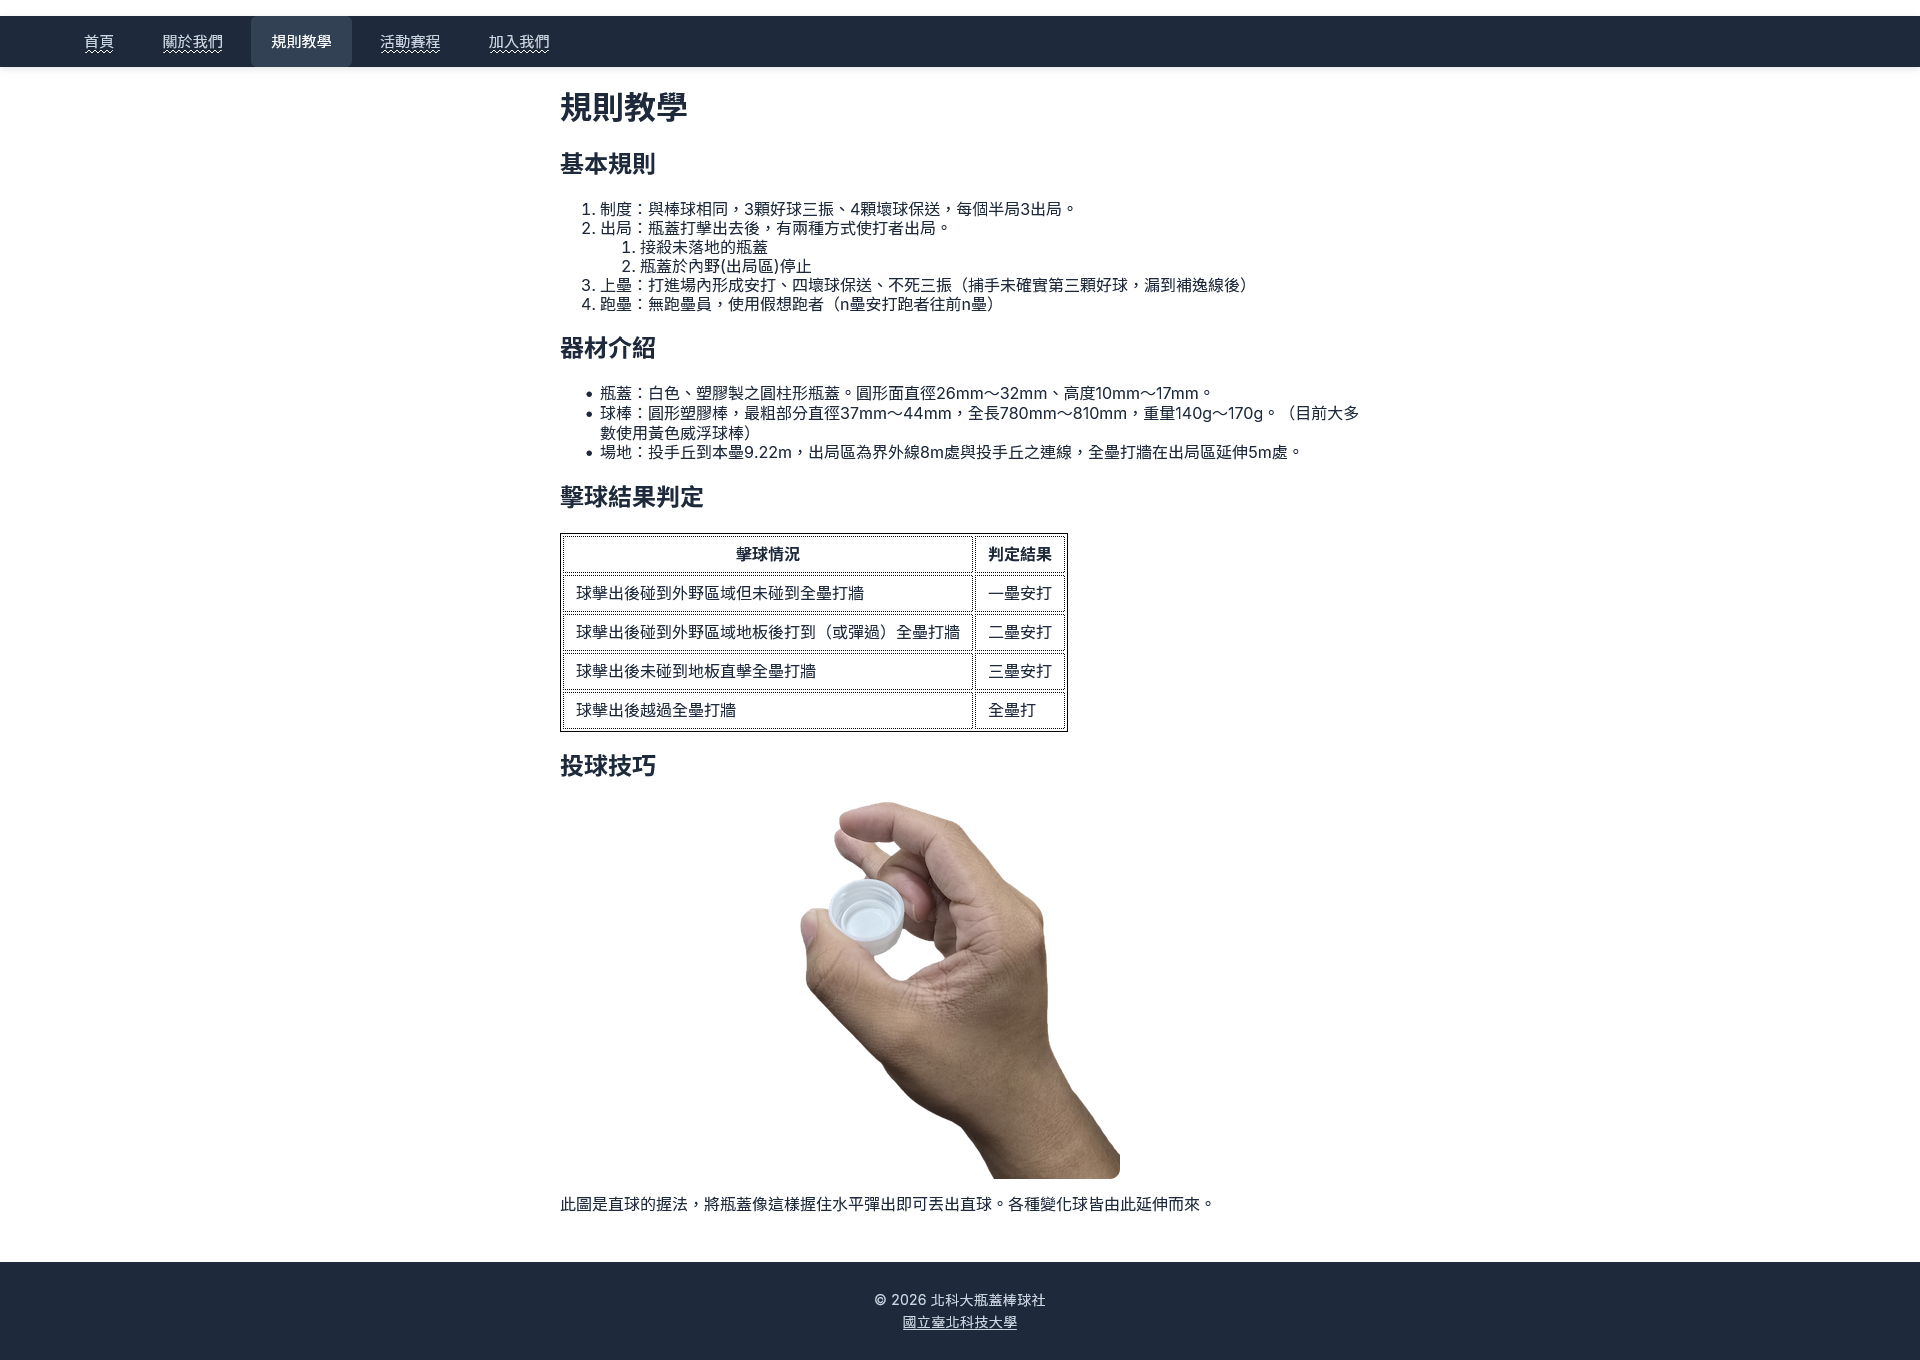 首頁 關於我們 規則教學 活動賽程 加入我們
規則教學
基本規則
1. 制度：與棒球相同，3顆好球三振、4顆壞球保送，每個半局3出局。
2. 出局：瓶蓋打擊出去後，有兩種方式使打者出局。
1. 接殺未落地的瓶蓋
2. 瓶蓋於內野(出局區)停止
3. 上壘：打進場內形成安打、四壞球保送、不死三振（捕手未確實第三顆好球，漏到補逸線後）
4. 跑壘：無跑壘員，使用假想跑者（n壘安打跑者往前n壘）
器材介紹
• 瓶蓋：白色、塑膠製之圓柱形瓶蓋。圓形面直徑26mm～32mm、高度10mm～17mm。
• 球棒：圓形塑膠棒，最粗部分直徑37mm～44mm，全長780mm～810mm，重量140g～170g。（目前大多
數使用黃色威浮球棒）
• 場地：投手丘到本壘9.22m，出局區為界外線8m處與投手丘之連線，全壘打牆在出局區延伸5m處。
擊球結果判定
擊球情況 判定結果
球擊出後碰到外野區域但未碰到全壘打牆 一壘安打
球擊出後碰到外野區域地板後打到（或彈過）全壘打牆 二壘安打
球擊出後未碰到地板直擊全壘打牆 三壘安打
球擊出後越過全壘打牆 全壘打
投球技巧
此圖是直球的握法，將瓶蓋像這樣握住水平彈出即可丟出直球。各種變化球皆由此延伸而來。
© 2026 北科大瓶蓋棒球社
國立臺北科技大學